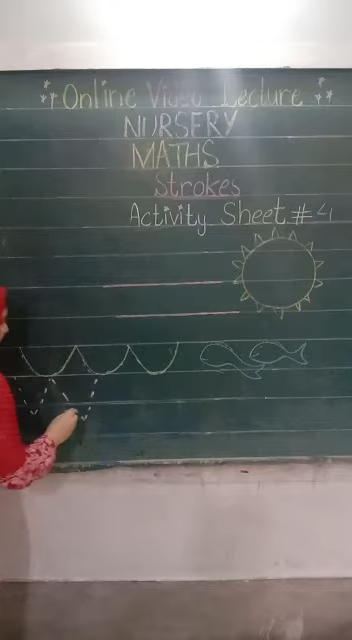 Online Video Lecture
NURSERY
MATHS
Strokes
Activity Sheet #4